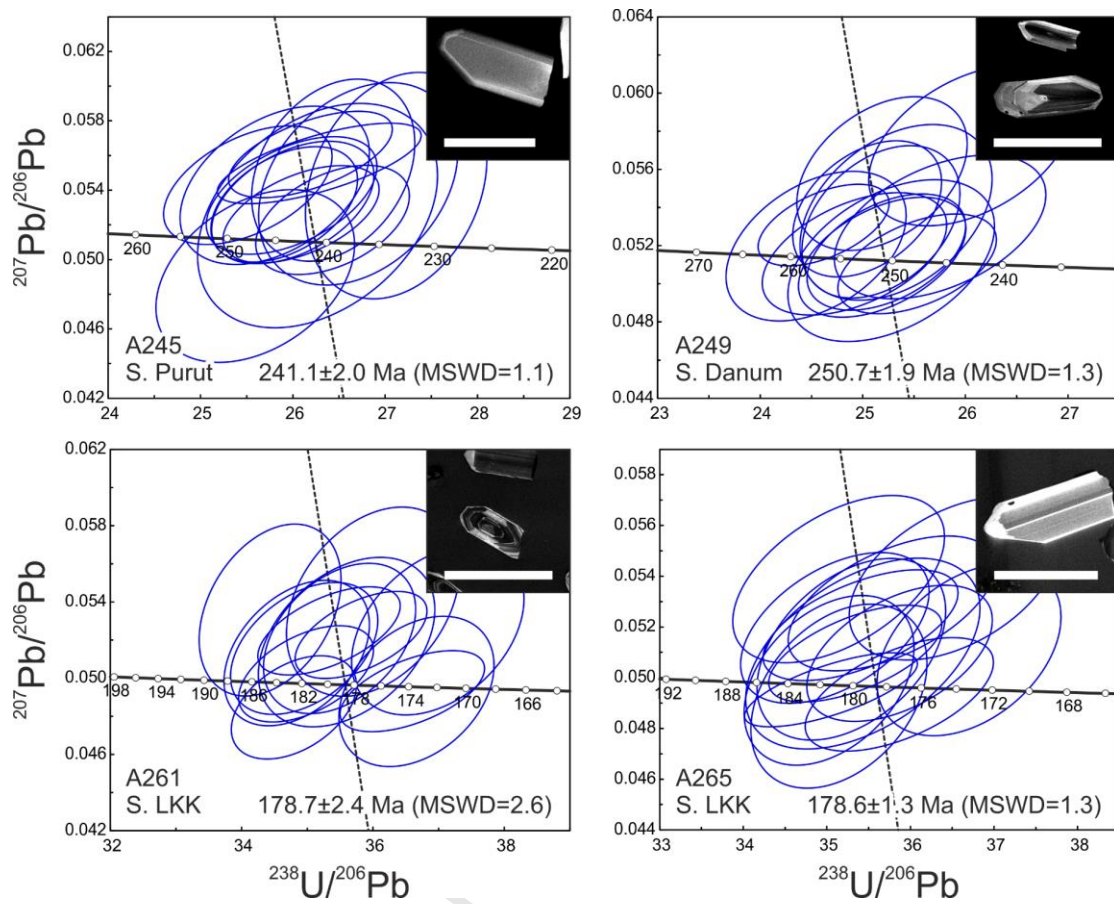 0.062
0.058
0.054
0.050
0.046
0.042
207Pb/206Pb
260
250
240
230
220
A245
S. Purut 241.1±2.0 Ma (MSWD=1.1)
24 25 26 27 28 29
0.064
0.060
0.056
0.052
0.048
0.044
270
260
250
240
A249
S. Danum 250.7±1.9 Ma (MSWD=1.3)
23 24 25 26 27
0.062
0.058
0.054
0.050
0.046
0.042
207Pb/206Pb
198 194 190 186 182 178 174 170 166
A261
S. LKK 178.7±2.4 Ma (MSWD=2.6)
32 34 36 38
238U/206Pb
0.058
0.056
0.054
0.052
0.050
0.048
0.046
0.044
192 188 184 180 176 172 168
A265
S. LKK 178.6±1.3 Ma (MSWD=1.3)
33 34 35 36 37 38
238U/206Pb